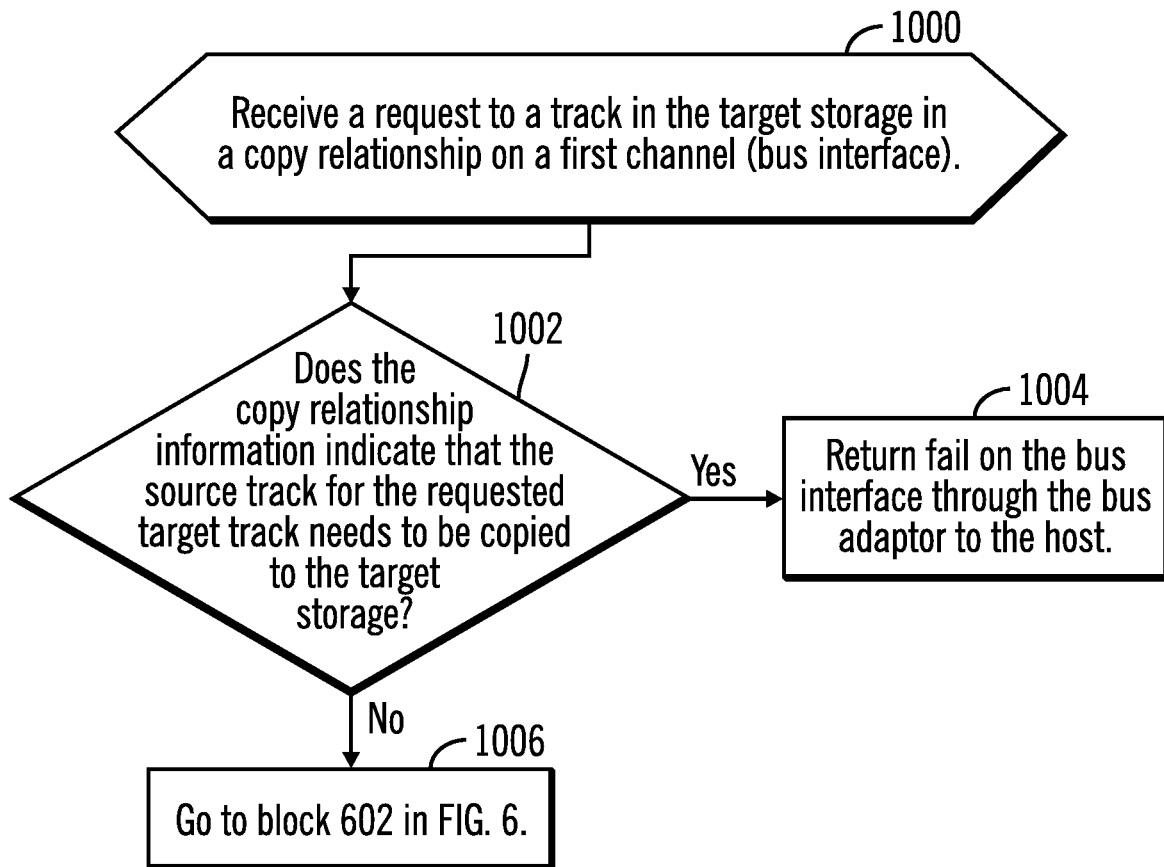 1000
Receive a request to a track in the target storage in
a copy relationship on a first channel (bus interface).
1002
Does the
copy relationship
information indicate that the
source track for the requested
target track needs to be copied
to the target
storage?
Yes
1004
Return fail on the bus
interface through the bus
adaptor to the host.
No
1006
Go to block 602 in FIG. 6.